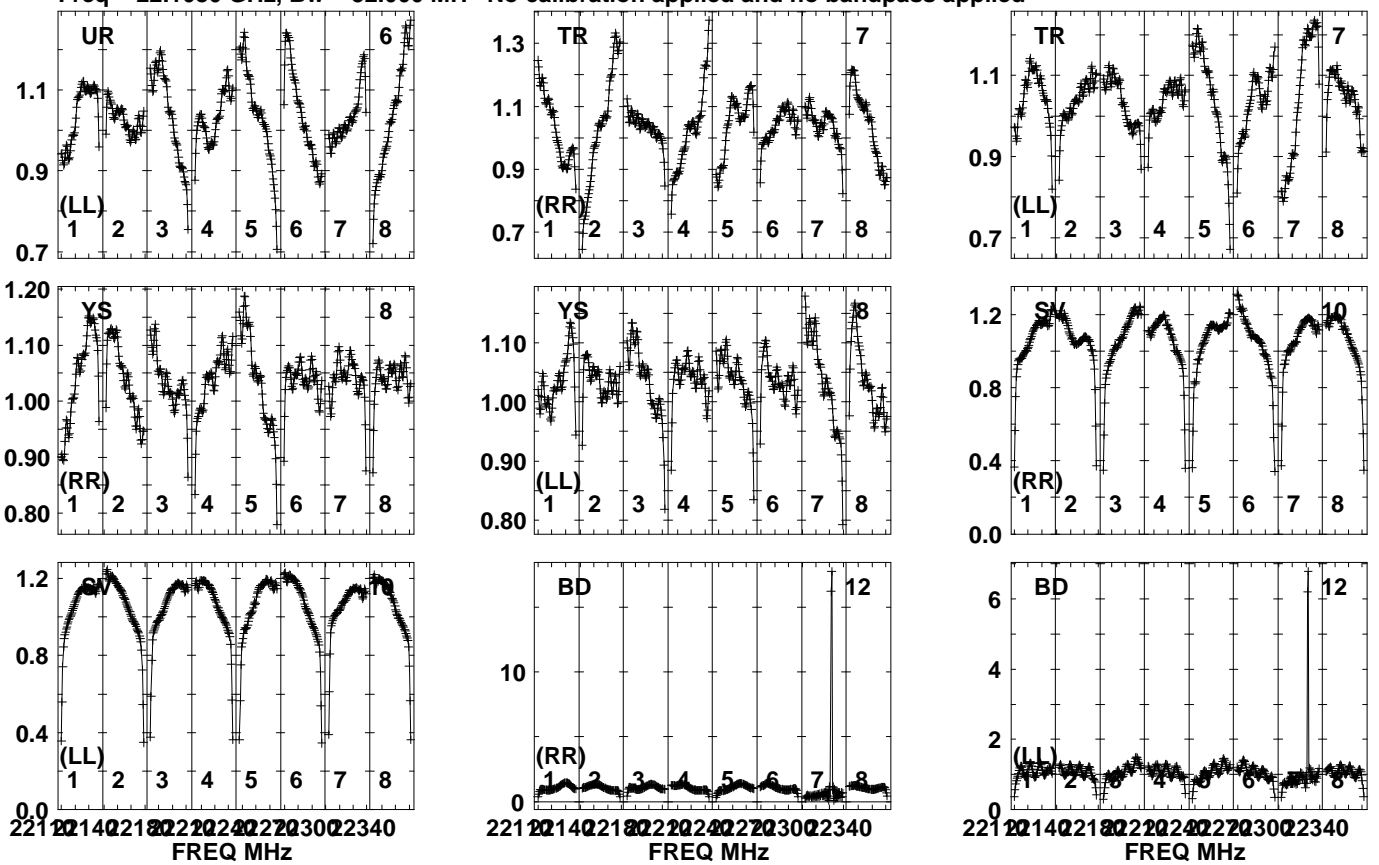 No calibration applied and no bandpass applied
UR 6
1.1
0.9
0.7
(LL)
1 2 3 4 5 6 7 8
TR 7
1.3
1.1
0.9
0.7
(RR)
1 2 3 4 5 6 7 8
TR 7
1.1
0.9
0.7
(LL)
1 2 3 4 5 6 7 8
YS 8
1.20
1.10
1.00
0.90
0.80
(RR)
1 2 3 4 5 6 7 8
YS 8
1.10
1.00
0.90
0.80
(LL)
1 2 3 4 5 6 7 8
SV 10
1.2
0.8
0.4
0.0
(RR)
1 2 3 4 5 6 7 8
SV 10
1.2
0.8
0.4
0.0
(LL)
1 2 3 4 5 6 7 8
FREQ MHz
BD 12
10
0
(RR)
1 2 3 4 5 6 7 8
FREQ MHz
BD 12
6
4
2
0
(LL)
1 2 3 4 5 6 7 8
FREQ MHz